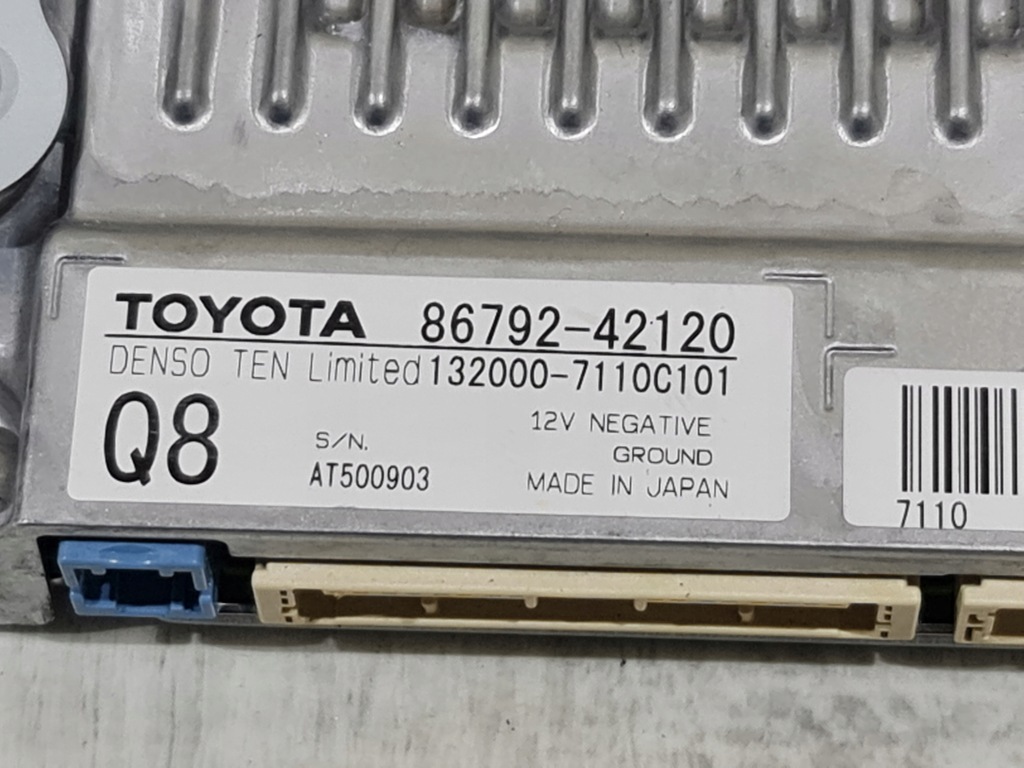 TOYOTA 86792-42120
DENSO TEN Limited 132000-7110C101
Q8
S/N.
AT500903
12V NEGATIVE
GROUND
MADE IN JAPAN
7110